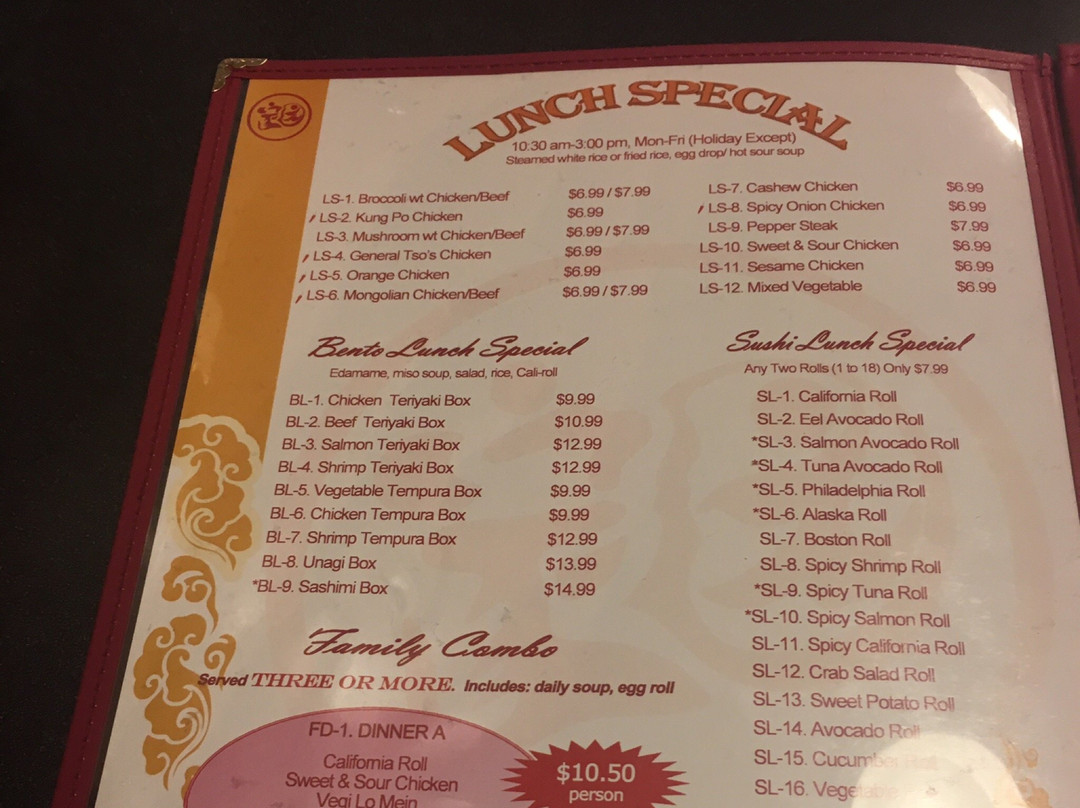 LUNCH SPECIAL
10:30 am-3:00 pm, Mon-Fri (Holiday Except)
Steamed white rice or fried rice, egg drop/ hot sour soup
LS-1. Broccoli wt Chicken/Beef $6.99 / $7.99
LS-2. Kung Po Chicken $6.99
LS-3. Mushroom wt Chicken/Beef $6.99 / $7.99
LS-4. General Tso's Chicken $6.99
LS-5. Orange Chicken $6.99
LS-6. Mongolian Chicken/Beef $6.99 / $7.99
LS-7. Cashew Chicken $6.99
LS-8. Spicy Onion Chicken $6.99
LS-9. Pepper Steak $7.99
LS-10. Sweet & Sour Chicken $6.99
LS-11. Sesame Chicken $6.99
LS-12. Mixed Vegetable $6.99
Bento Lunch Special
Edamame, miso soup, salad, rice, Cali-roll
BL-1. Chicken Teriyaki Box $9.99
BL-2. Beef Teriyaki Box $10.99
BL-3. Salmon Teriyaki Box $12.99
BL-4. Shrimp Teriyaki Box $12.99
BL-5. Vegetable Tempura Box $9.99
BL-6. Chicken Tempura Box $9.99
BL-7. Shrimp Tempura Box $12.99
BL-8. Unagi Box $13.99
*BL-9. Sashimi Box $14.99
Sushi Lunch Special
Any Two Rolls (1 to 18) Only $7.99
SL-1. California Roll
SL-2. Eel Avocado Roll
*SL-3. Salmon Avocado Roll
*SL-4. Tuna Avocado Roll
*SL-5. Philadelphia Roll
*SL-6. Alaska Roll
SL-7. Boston Roll
SL-8. Spicy Shrimp Roll
*SL-9. Spicy Tuna Roll
*SL-10. Spicy Salmon Roll
SL-11. Spicy California Roll
SL-12. Crab Salad Roll
SL-13. Sweet Potato Roll
SL-14. Avocado Roll
SL-15. Cucumber Roll
SL-16. Vegetable
Family Combo
Served THREE OR MORE. Includes: daily soup, egg roll
FD-1. DINNER A
California Roll
Sweet & Sour Chicken
Vegi Lo Mein
$10.50
person